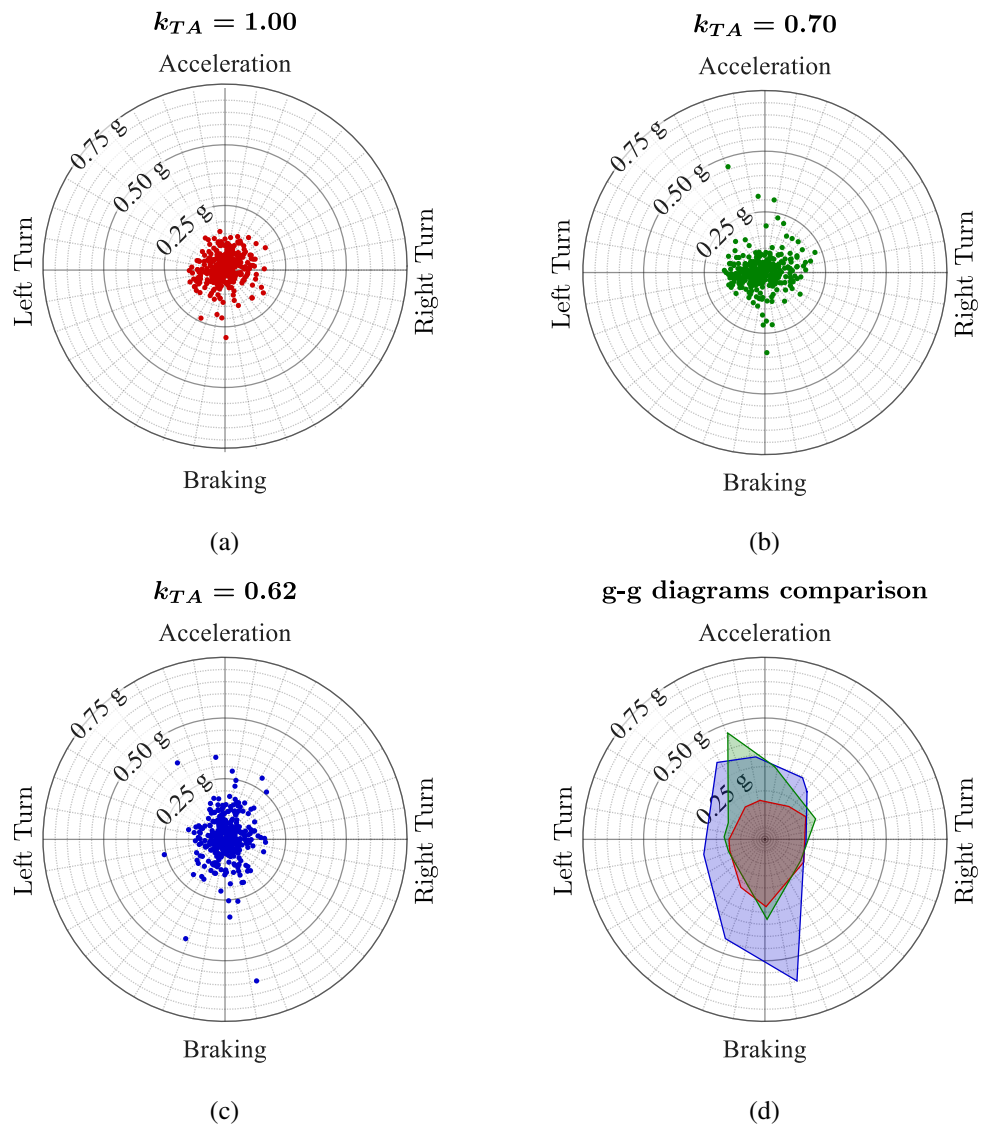 k_TA = 1.00
Acceleration
0.75 g
0.50 g
0.25 g
Left Turn
Right Turn
Braking
(a)
k_TA = 0.70
Acceleration
0.75 g
0.50 g
0.25 g
Left Turn
Right Turn
Braking
(b)
k_TA = 0.62
Acceleration
0.75 g
0.50 g
0.25 g
Left Turn
Right Turn
Braking
(c)
g-g diagrams comparison
Acceleration
0.75 g
0.50 g
0.25 g
Left Turn
Right Turn
Braking
(d)